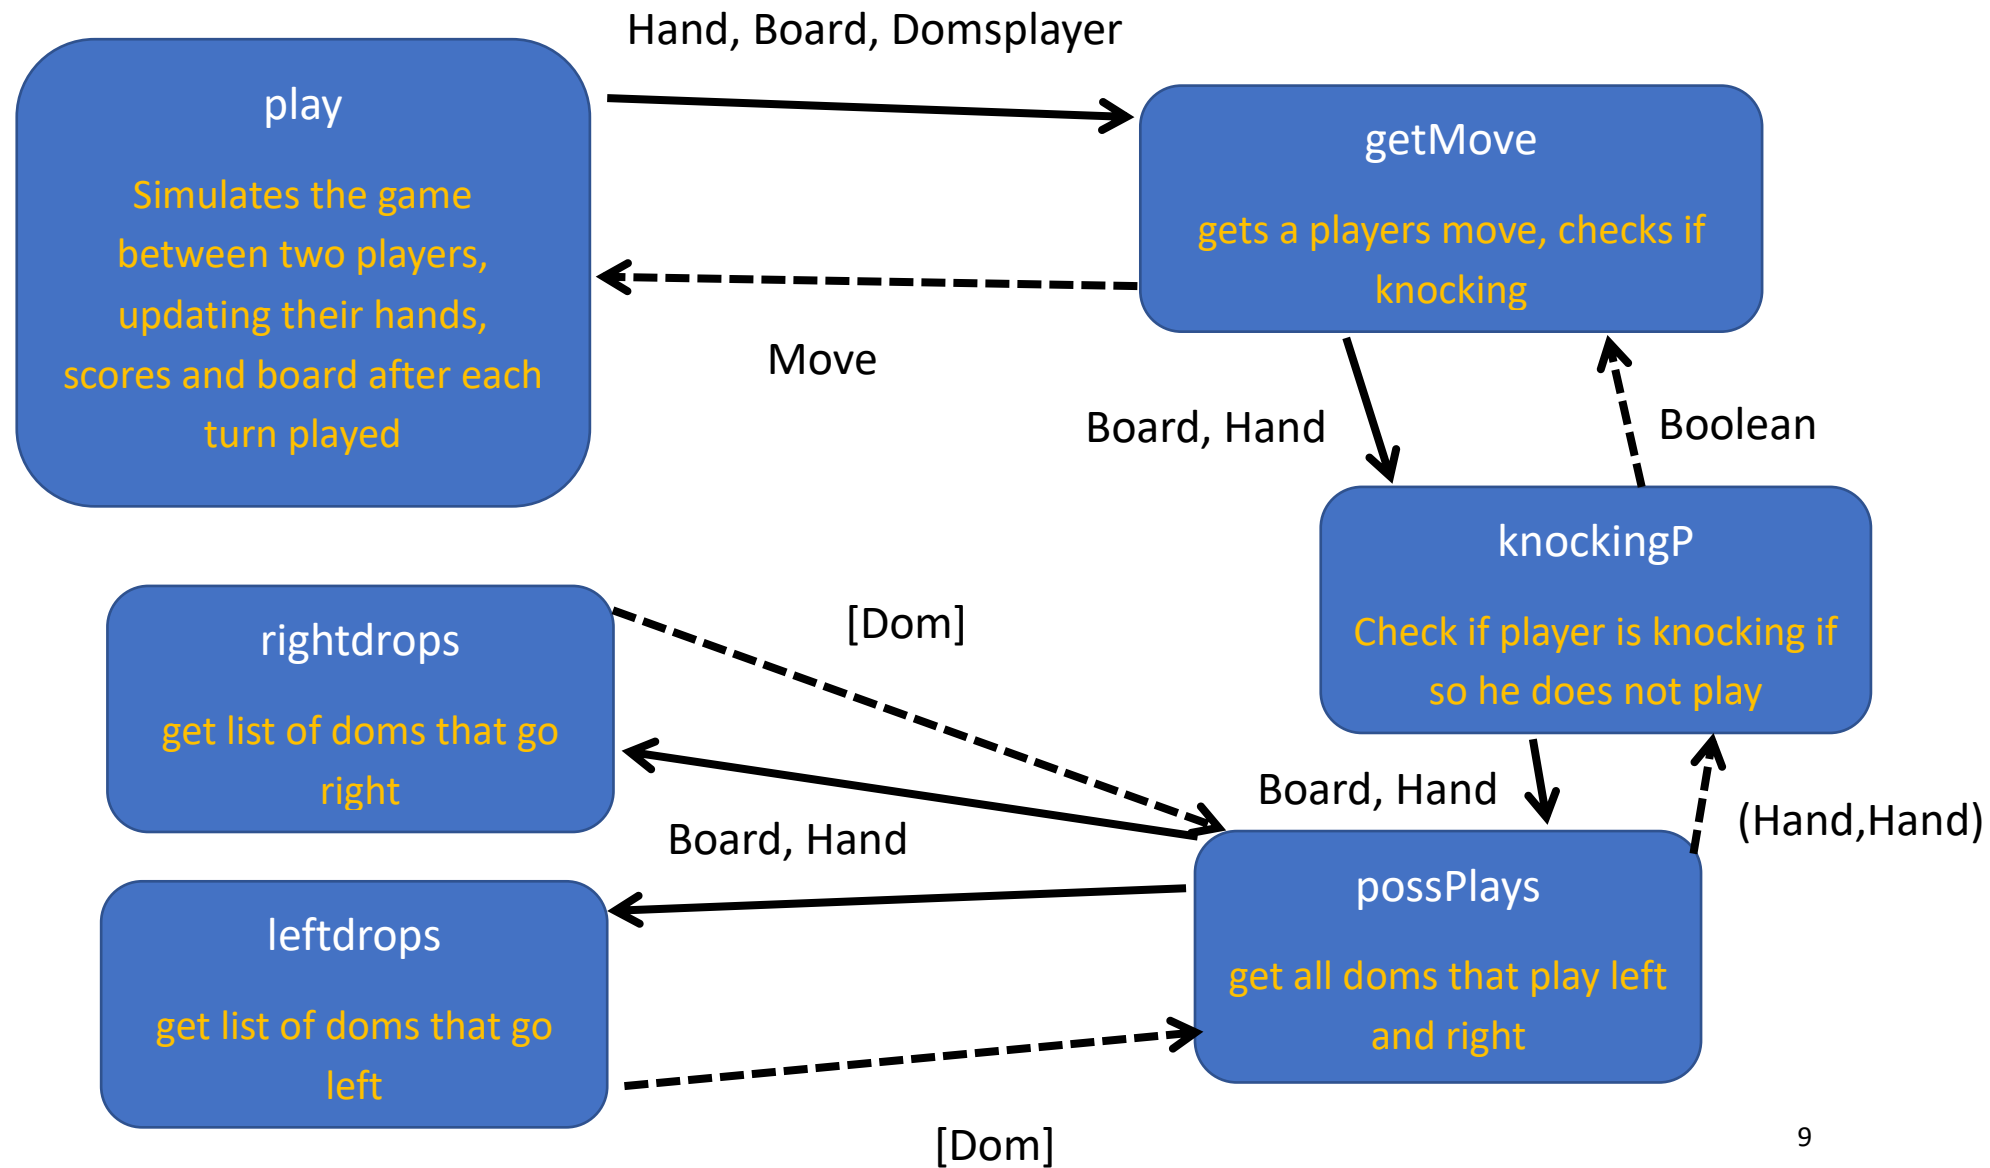 Hand, Board, Domsplayer
play
Simulates the game
between two players,
updating their hands,
scores and board after each
turn played
getMove
gets a players move, checks if
knocking
Move
Board, Hand
Boolean
knockingP
Check if player is knocking if
so he does not play
rightdrops
get list of doms that go
right
[Dom]
Board, Hand
(Hand,Hand)
Board, Hand
possPlays
get all doms that play left
and right
leftdrops
get list of doms that go
left
[Dom]
9